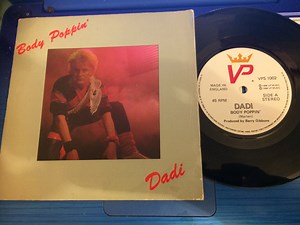 Body Poppin'
Dadi
VP
MADE IN
ENGLAND
45 RPM
VPS 1002
SIDE A
STEREO
DADI
BODY POPPIN'
Produced by Barry Gibbons